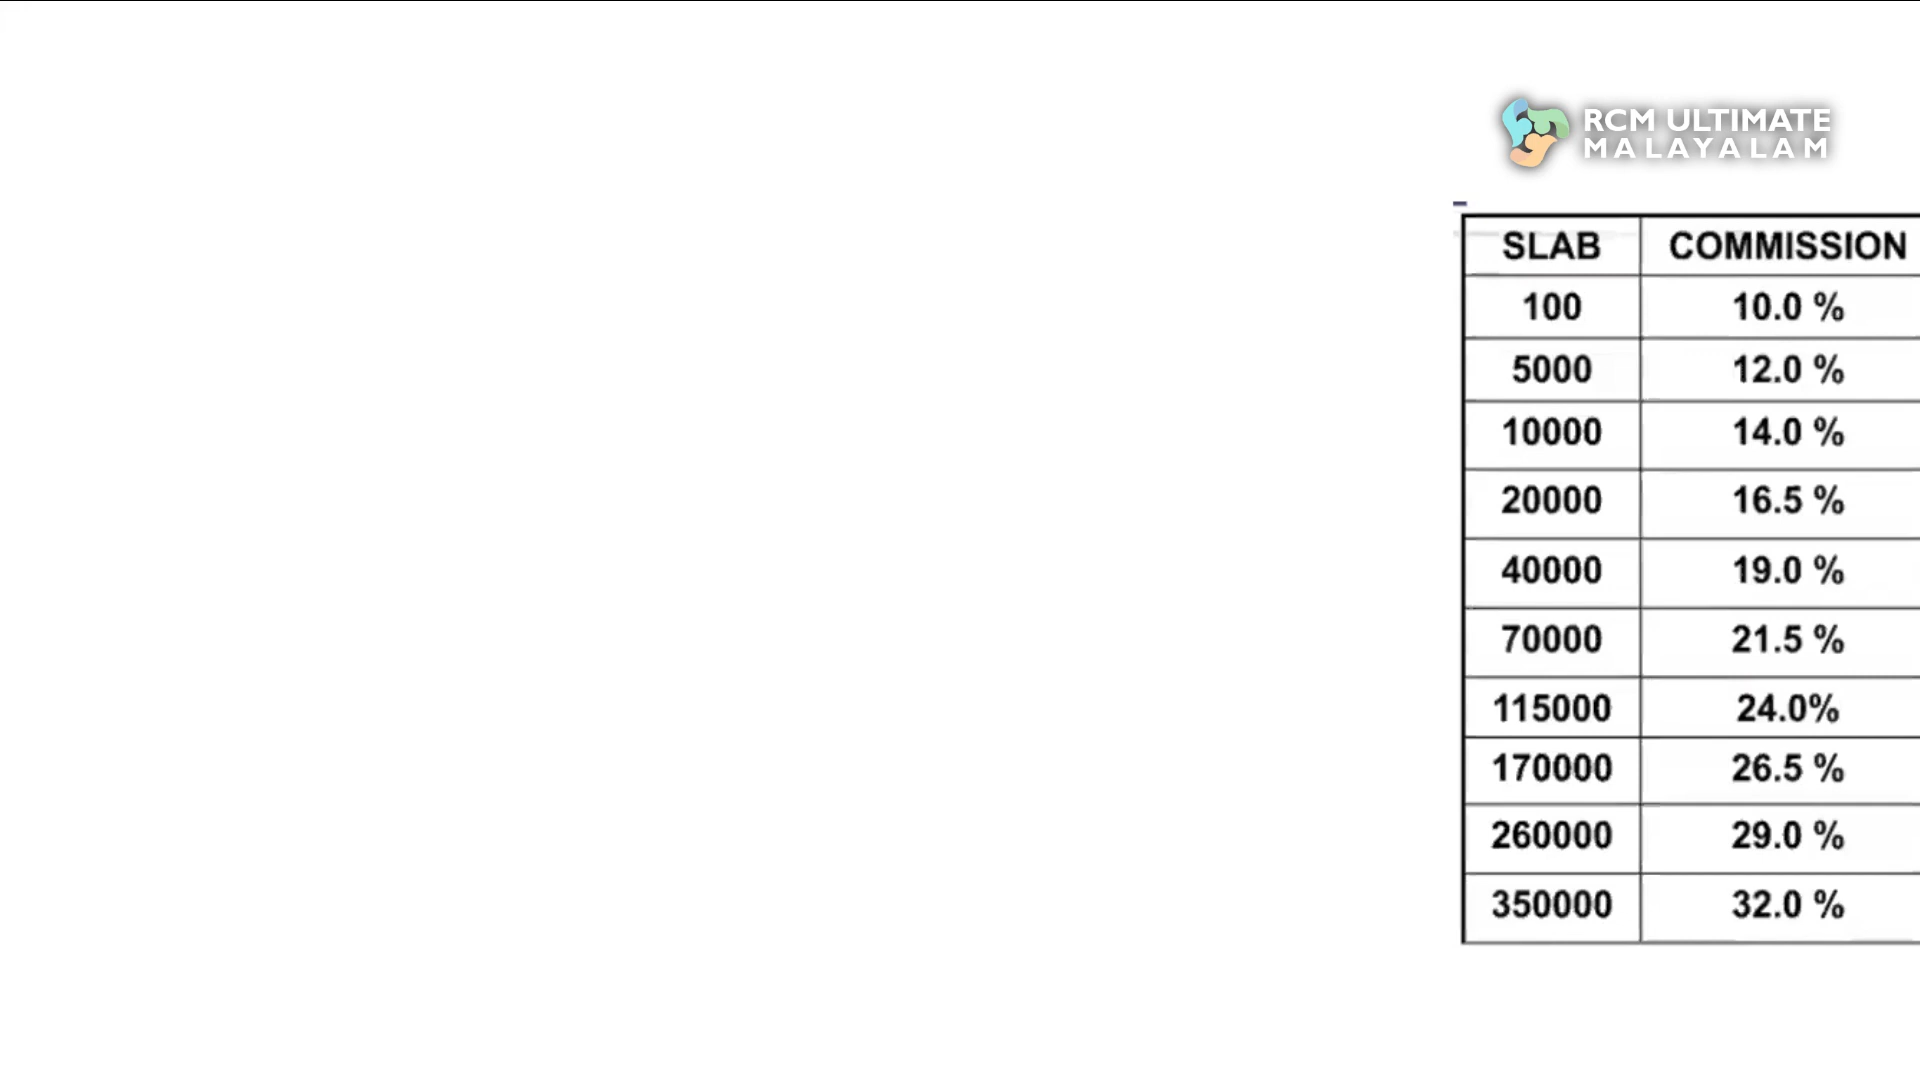 RCM ULTIMATE
MALAYALAM
SLAB COMMISSION
100 10.0 %
5000 12.0 %
10000 14.0 %
20000 16.5 %
40000 19.0 %
70000 21.5 %
115000 24.0%
170000 26.5 %
260000 29.0 %
350000 32.0 %